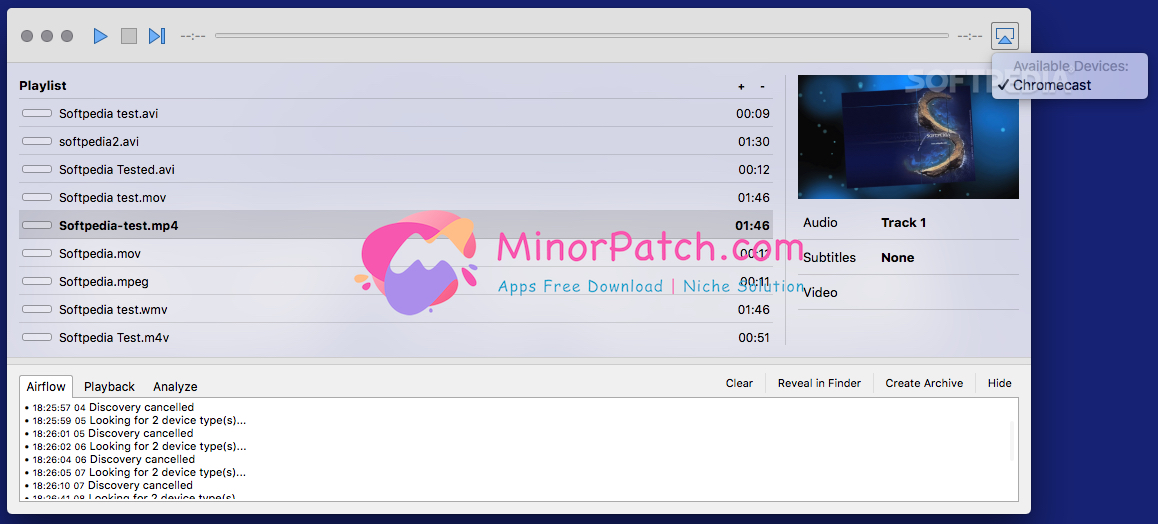 --:-- --:--
SOFTPEDIA
Available Devices:
✓ Chromecast
Playlist + -
Softpedia test.avi 00:09
softpedia2.avi 01:30
Softpedia Tested.avi 00:12
Softpedia test.mov 01:46
Softpedia-test.mp4 01:46
Softpedia.mov 00:11
Softpedia.mpeg 00:11
Softpedia test.wmv 01:46
Softpedia Test.m4v 00:51
SOFTPEDIA
Audio Track 1
Subtitles None
Video
MinorPatch.com
Apps Free Download | Niche Solution
Airflow Playback Analyze Clear Reveal in Finder Create Archive Hide
• 18:25:57 04 Discovery cancelled
• 18:25:59 05 Looking for 2 device type(s)...
• 18:26:01 05 Discovery cancelled
• 18:26:02 06 Looking for 2 device type(s)...
• 18:26:04 06 Discovery cancelled
• 18:26:05 07 Looking for 2 device type(s)...
• 18:26:10 07 Discovery cancelled
• 18:26:41 08 Looking for 2 device type(s)